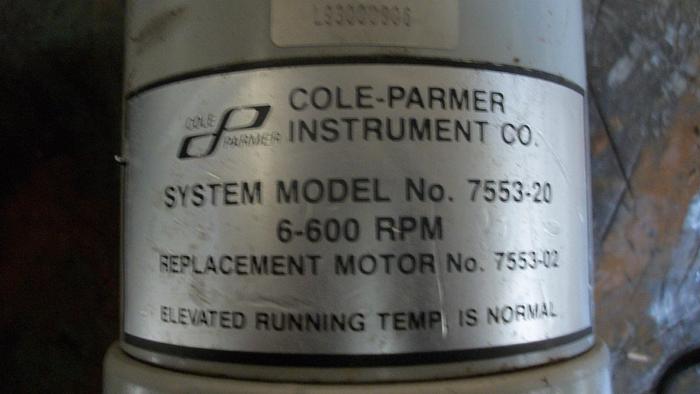 L93000906
COLE-PARMER
INSTRUMENT CO.
COLE
PARMER
SYSTEM MODEL No. 7553-20
6-600 RPM
REPLACEMENT MOTOR No. 7553-02
ELEVATED RUNNING TEMP. IS NORMAL